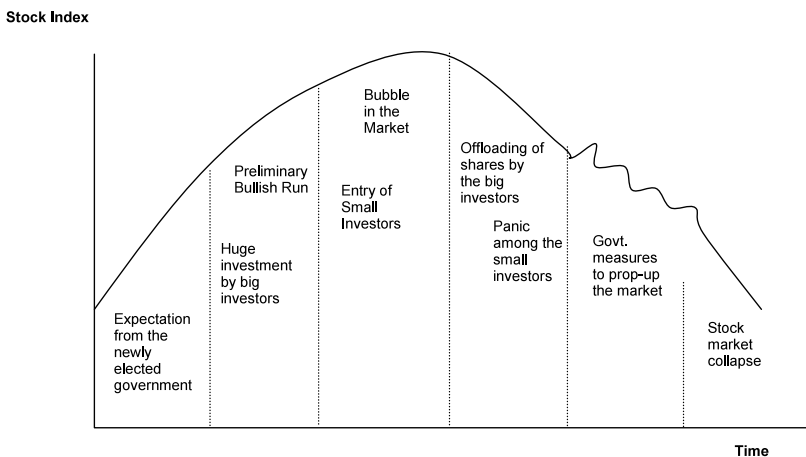 Stock Index
Expectation
from the
newly
elected
government
Preliminary
Bullish Run
Huge
investment
by big
investors
Bubble
in the
Market
Entry of
Small
Investors
Offloading of
shares by
the big
investors
Panic
among the
small
investors
Govt.
measures
to prop-up
the market
Stock
market
collapse
Time